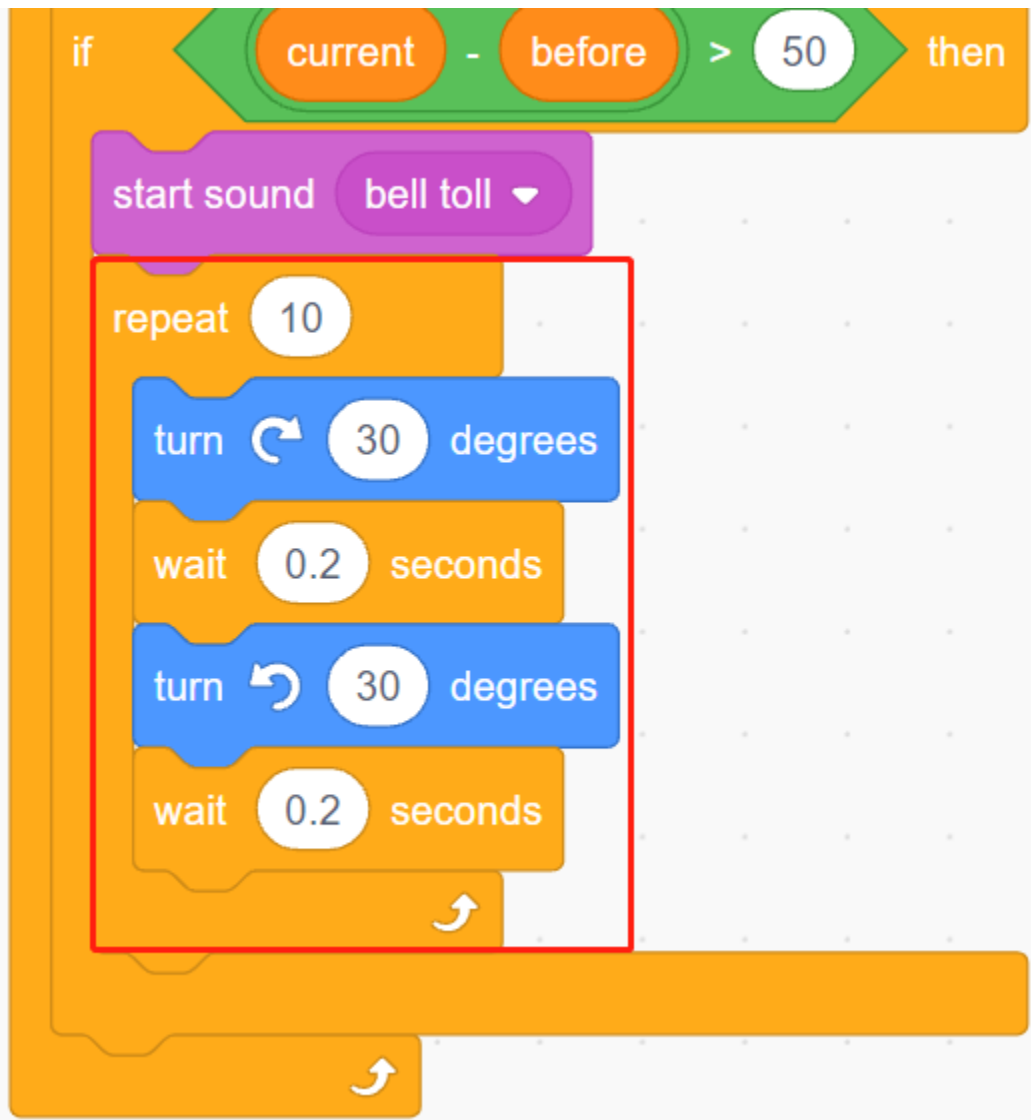 if current - before > 50 then
start sound bell toll
repeat 10
turn 30 degrees
wait 0.2 seconds
turn 30 degrees
wait 0.2 seconds